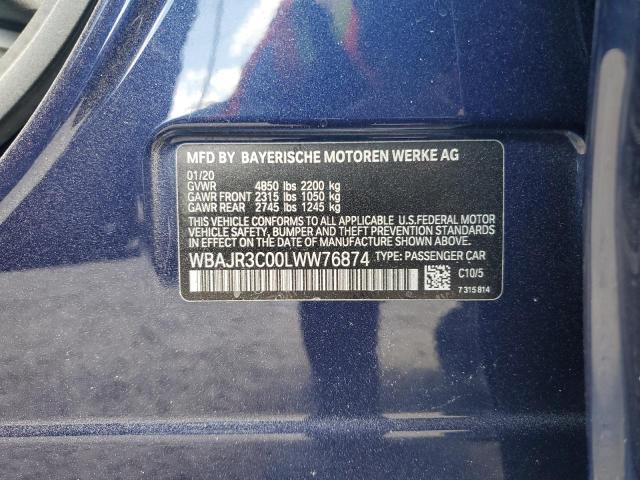 MFD BY BAYERISCHE MOTOREN WERKE AG
01/20
GVWR 4850 lbs 2200 kg
GAWR FRONT 2315 lbs 1050 kg
GAWR REAR 2745 lbs 1245 kg
THIS VEHICLE CONFORMS TO ALL APPLICABLE U.S.FEDERAL MOTOR
VEHICLE SAFETY, BUMPER AND THEFT PREVENTION STANDARDS
IN EFFECT ON THE DATE OF MANUFACTURE SHOWN ABOVE.
WBAJR3C00LWW76874 TYPE: PASSENGER CAR
C10/5
7 315 814